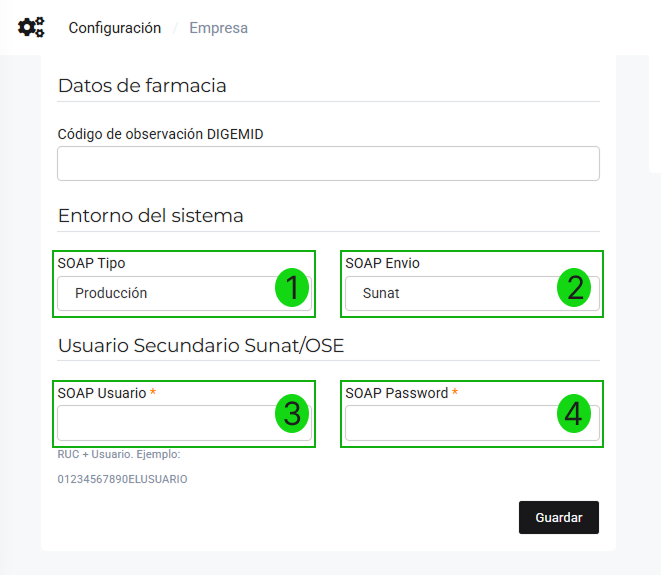 Configuración / Empresa
Datos de farmacia
Código de observación DIGEMID
Entorno del sistema
SOAP Tipo
SOAP Envio
Producción 1
Sunat 2
Usuario Secundario Sunat/OSE
SOAP Usuario *
SOAP Password *
3
4
RUC + Usuario. Ejemplo:
01234567890ELUSUARIO
Guardar